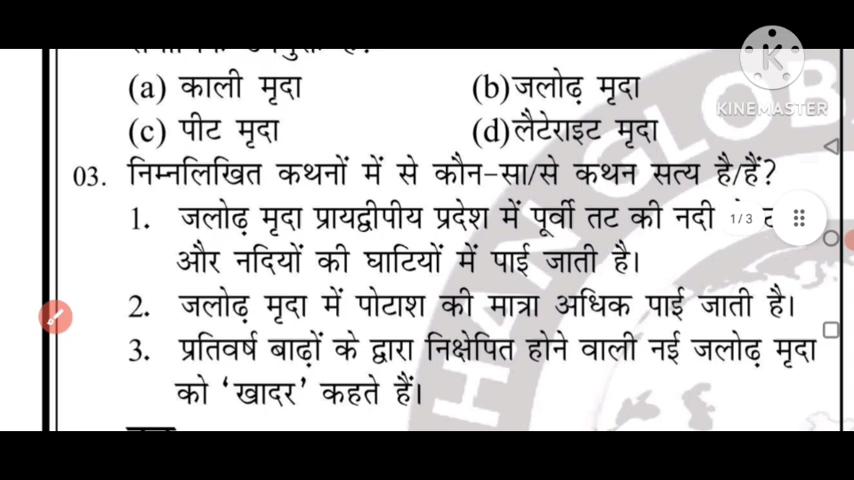 (a) काली मृदा (b) जलोढ़ मृदा
(c) पीट मृदा (d) लैटेराइट मृदा
03. निम्नलिखित कथनों में से कौन-सा/से कथन सत्य है/हैं?
1. जलोढ़ मृदा प्रायद्वीपीय प्रदेश में पूर्वी तट की नदी
और नदियों की घाटियों में पाई जाती है।
2. जलोढ़ मृदा में पोटाश की मात्रा अधिक पाई जाती है।
3. प्रतिवर्ष बाढ़ों के द्वारा निक्षेपित होने वाली नई जलोढ़ मृदा
को ‘खादर’ कहते हैं।
1/3
KINEMASTER